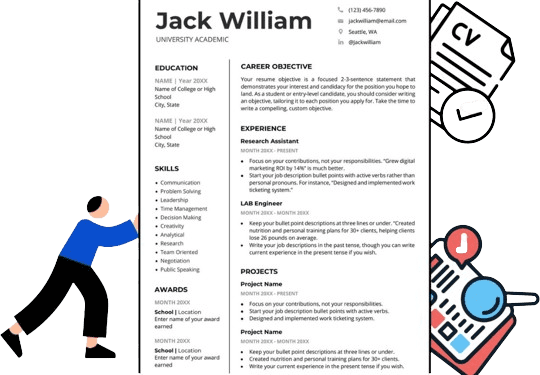 Jack William
UNIVERSITY ACADEMIC
(123) 456-7890
jackwilliam@email.com
Seattle, WA
@jackwilliam
EDUCATION
NAME | Year 20XX
Name of College or High
School
City, State
NAME | Year 20XX
Name of College or High
School
City, State
SKILLS
Communication
Problem Solving
Leadership
Time Management
Decision Making
Creativity
Analytical
Research
Team Oriented
Negotiation
Public Speaking
AWARDS
MONTH 20XX
School | Location
Enter name of your award
earned
MONTH 20XX
School | Location
Enter name of your award
earned
CAREER OBJECTIVE
Your resume objective is a focused 2-3-sentence statement that
demonstrates your interest and candidacy for the position you hope to
land. As a student or entry-level candidate, you should consider writing
an objective, tailoring it to each position you apply for. Take the time to
write a compelling, custom objective.
EXPERIENCE
Research Assistant
MONTH 20XX - PRESENT
Focus on your contributions, not your responsibilities. "Grew digital
marketing ROI by 14%" is much better.
Start your job description bullet points with active verbs rather than
personal pronouns. For instance, "Designed and implemented work
ticketing system."
LAB Engineer
MONTH 20XX - MONTH 20XX
Keep your bullet point descriptions at three lines or under. "Created
nutrition and personal training plans for 30+ clients, helping clients
lose 26 pounds on average.
Write your job descriptions in the past tense, though you can write
current experience in present tense if you wish.
PROJECTS
Project Name
MONTH 20XX - PRESENT
Focus on your contributions, not your responsibilities.
Start your job description bullet points with active verbs.
Designed and implemented work ticketing system.
Project Name
MONTH 20XX - MONTH 20XX
Keep your bullet point descriptions at three lines or under.
Created nutrition and personal training plans for 30+ clients.
Write your current experience in present tense if you wish.
CV